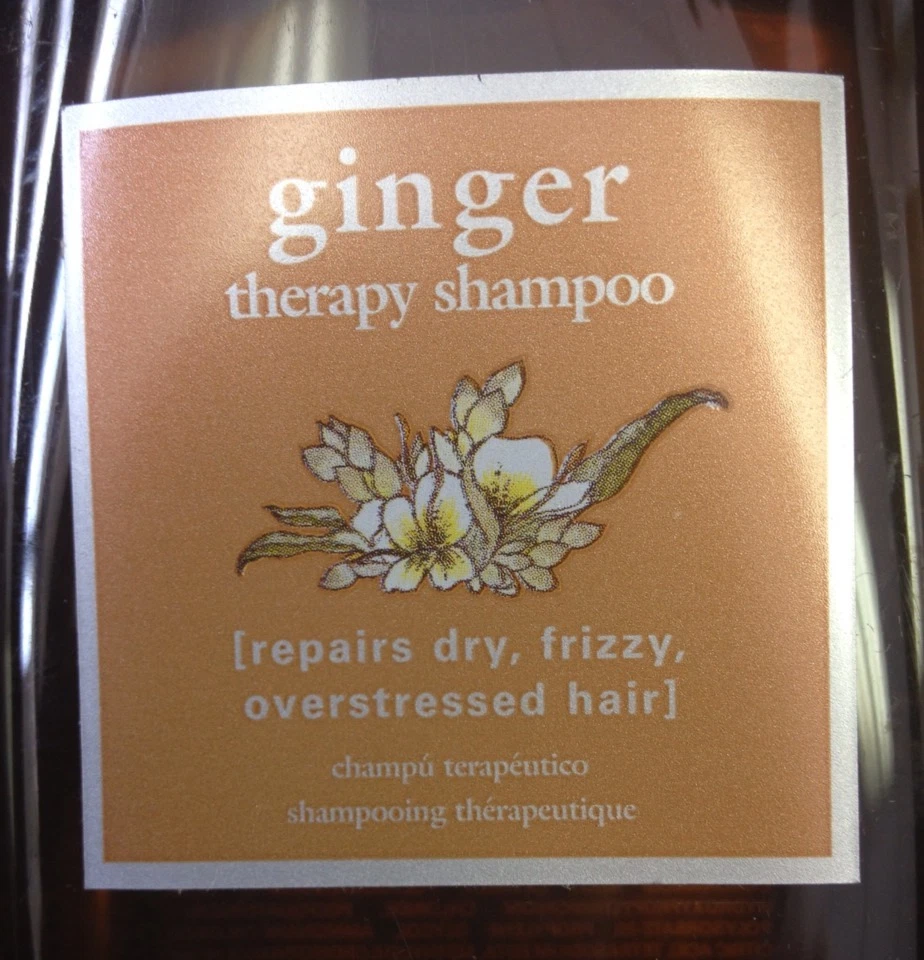 ginger
therapy shampoo
[repairs dry, frizzy,
overstressed hair]
champú terapéutico
shampooing thérapeutique